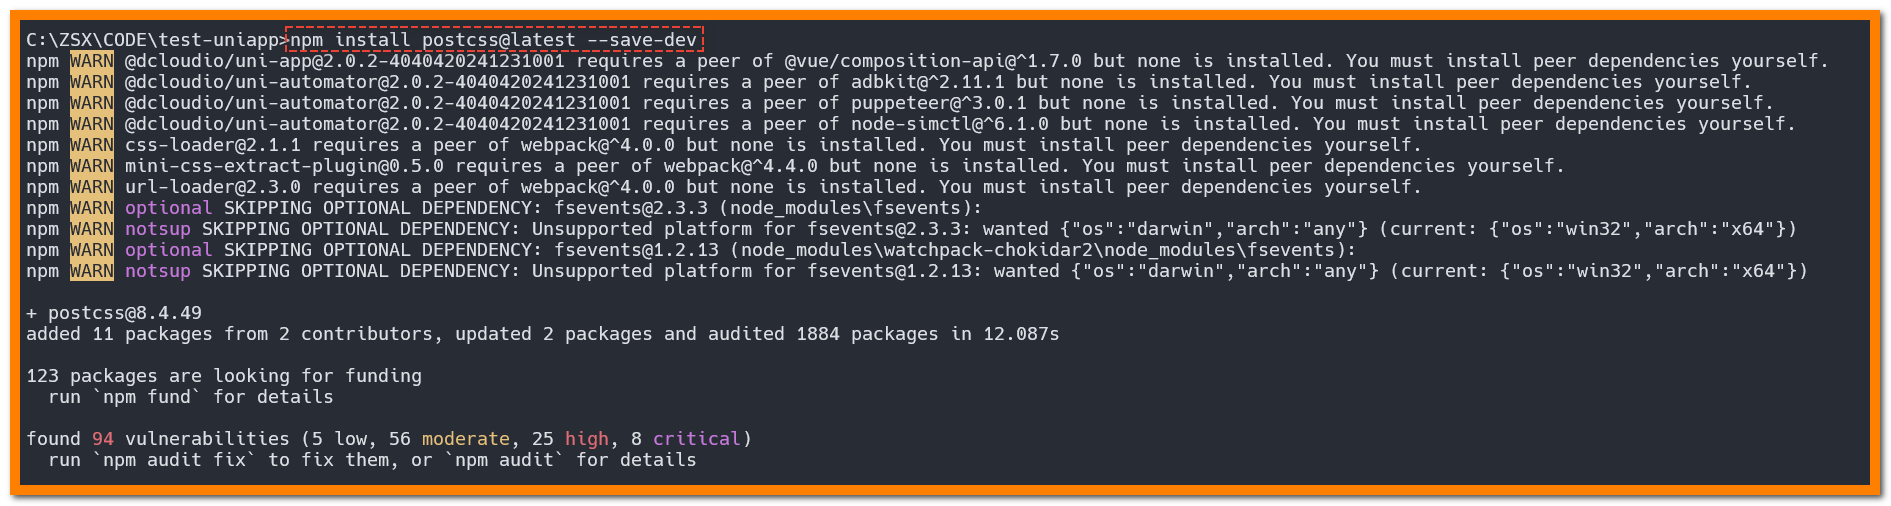 C:\ZSX\CODE\test-uniapp>npm install postcss@latest --save-dev
npm WARN @dcloudio/uni-app@2.0.2-4040420241231001 requires a peer of @vue/composition-api@^1.7.0 but none is installed. You must install peer dependencies yourself.
npm WARN @dcloudio/uni-automator@2.0.2-4040420241231001 requires a peer of adbkit@^2.11.1 but none is installed. You must install peer dependencies yourself.
npm WARN @dcloudio/uni-automator@2.0.2-4040420241231001 requires a peer of puppeteer@^3.0.1 but none is installed. You must install peer dependencies yourself.
npm WARN @dcloudio/uni-automator@2.0.2-4040420241231001 requires a peer of node-simctl@^6.1.0 but none is installed. You must install peer dependencies yourself.
npm WARN css-loader@2.1.1 requires a peer of webpack@^4.0.0 but none is installed. You must install peer dependencies yourself.
npm WARN mini-css-extract-plugin@0.5.0 requires a peer of webpack@^4.4.0 but none is installed. You must install peer dependencies yourself.
npm WARN url-loader@2.3.0 requires a peer of webpack@^4.0.0 but none is installed. You must install peer dependencies yourself.
npm WARN optional SKIPPING OPTIONAL DEPENDENCY: fsevents@2.3.3 (node_modules\fsevents):
npm WARN notsup SKIPPING OPTIONAL DEPENDENCY: Unsupported platform for fsevents@2.3.3: wanted {"os":"darwin","arch":"any"} (current: {"os":"win32","arch":"x64"})
npm WARN optional SKIPPING OPTIONAL DEPENDENCY: fsevents@1.2.13 (node_modules\watchpack-chokidar2\node_modules\fsevents):
npm WARN notsup SKIPPING OPTIONAL DEPENDENCY: Unsupported platform for fsevents@1.2.13: wanted {"os":"darwin","arch":"any"} (current: {"os":"win32","arch":"x64"})
+ postcss@8.4.49
added 11 packages from 2 contributors, updated 2 packages and audited 1884 packages in 12.087s
123 packages are looking for funding
run `npm fund` for details
found 94 vulnerabilities (5 low, 56 moderate, 25 high, 8 critical)
run `npm audit fix` to fix them, or `npm audit` for details